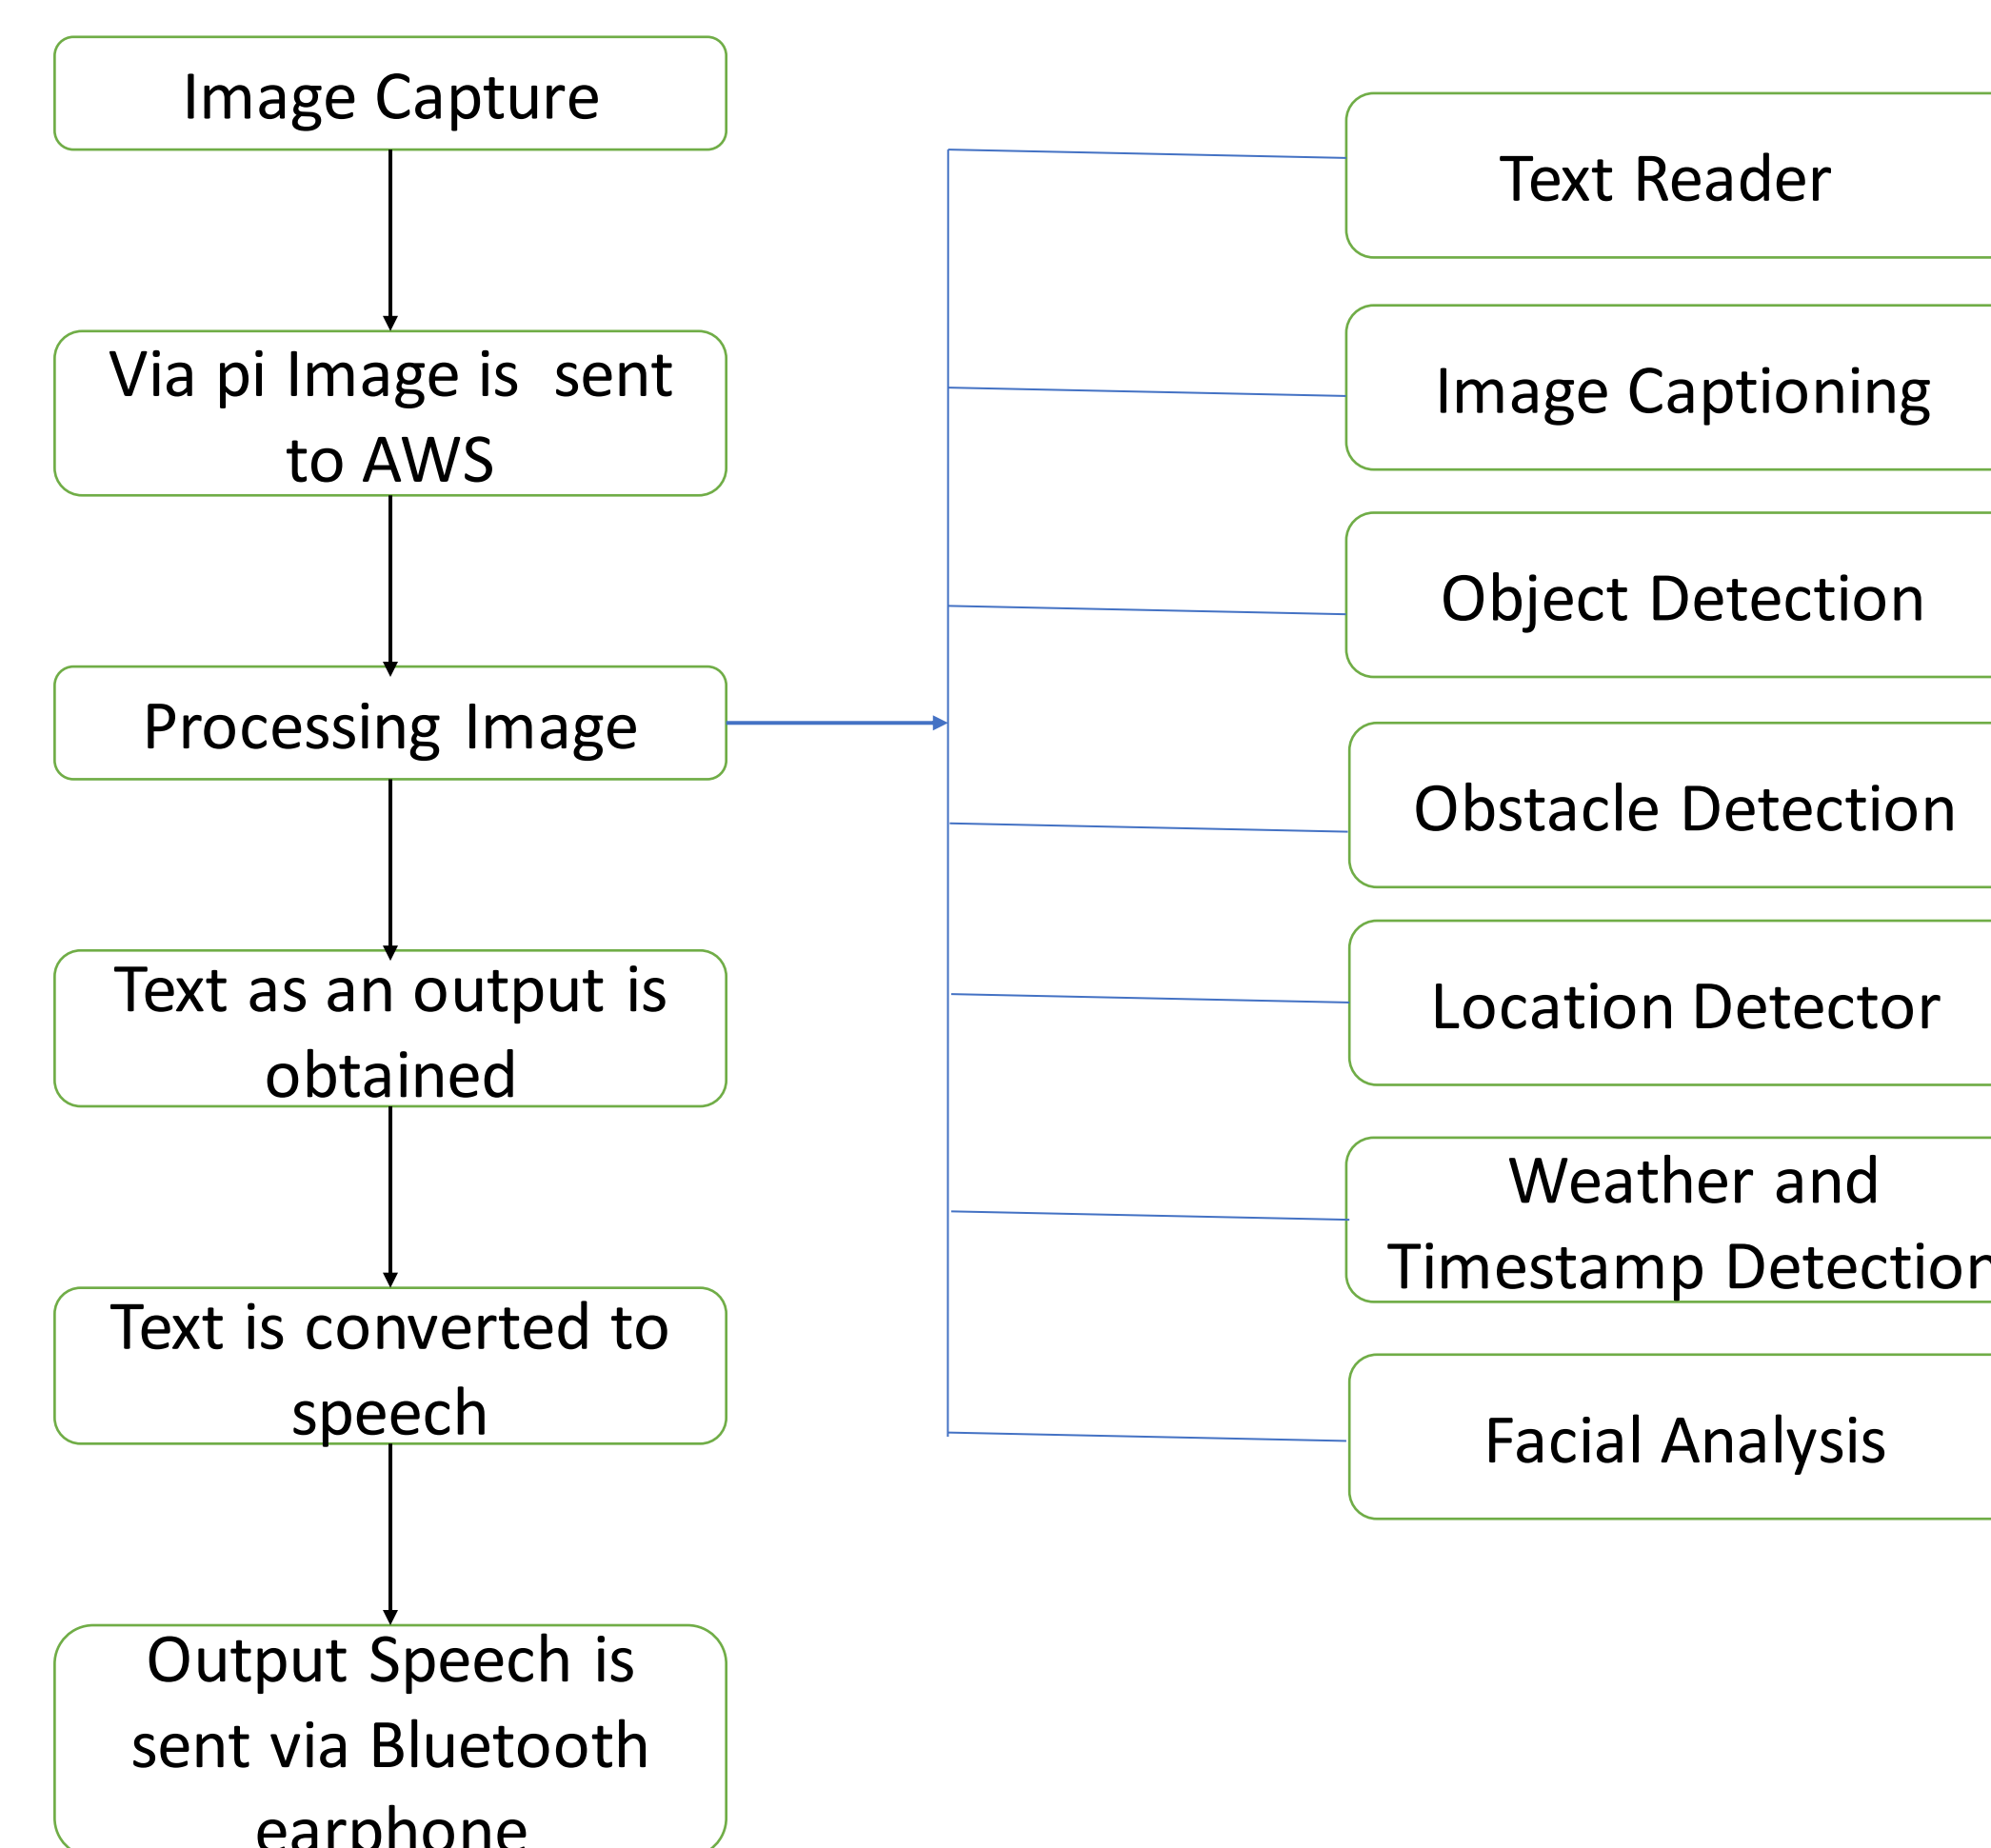 Image Capture
Via pi Image is  sent
to AWS
Processing Image
Text as an output is
obtained
Text is converted to
speech
Output Speech is
sent via Bluetooth
earphone
Text Reader
Image Captioning
Object Detection
Obstacle Detection
Location Detector
Weather and
Timestamp Detection
Facial Analysis